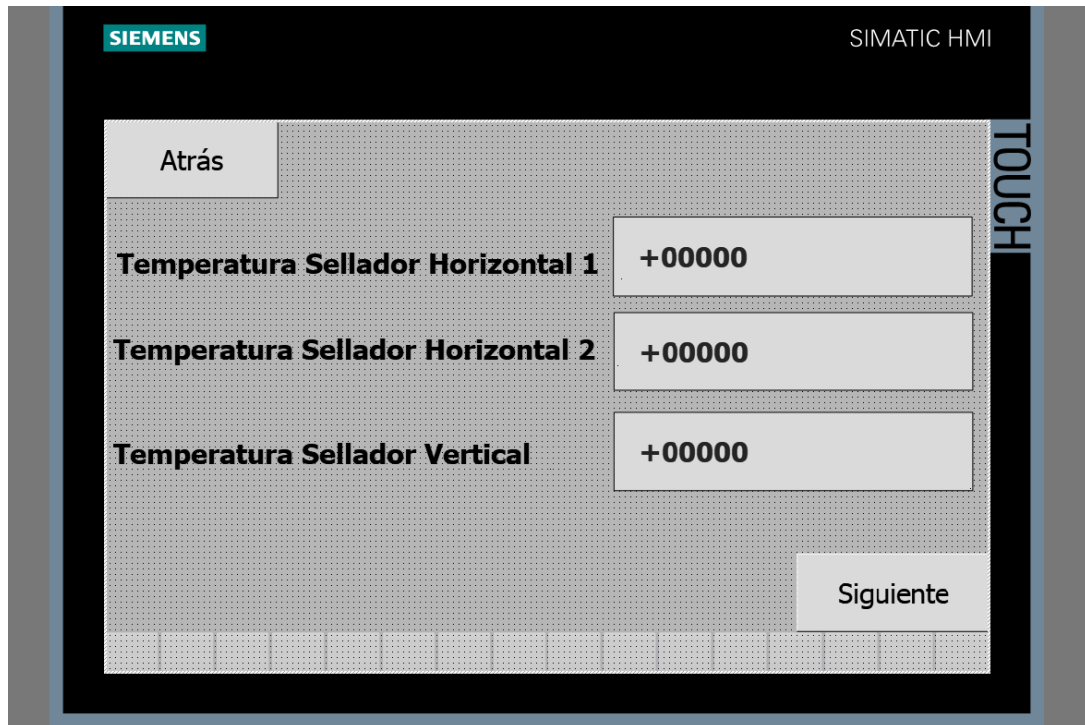 SIEMENS
SIMATIC HMI
TOUCH
Atrás
Temperatura Sellador Horizontal 1
+00000
Temperatura Sellador Horizontal 2
+00000
Temperatura Sellador Vertical
+00000
Siguiente